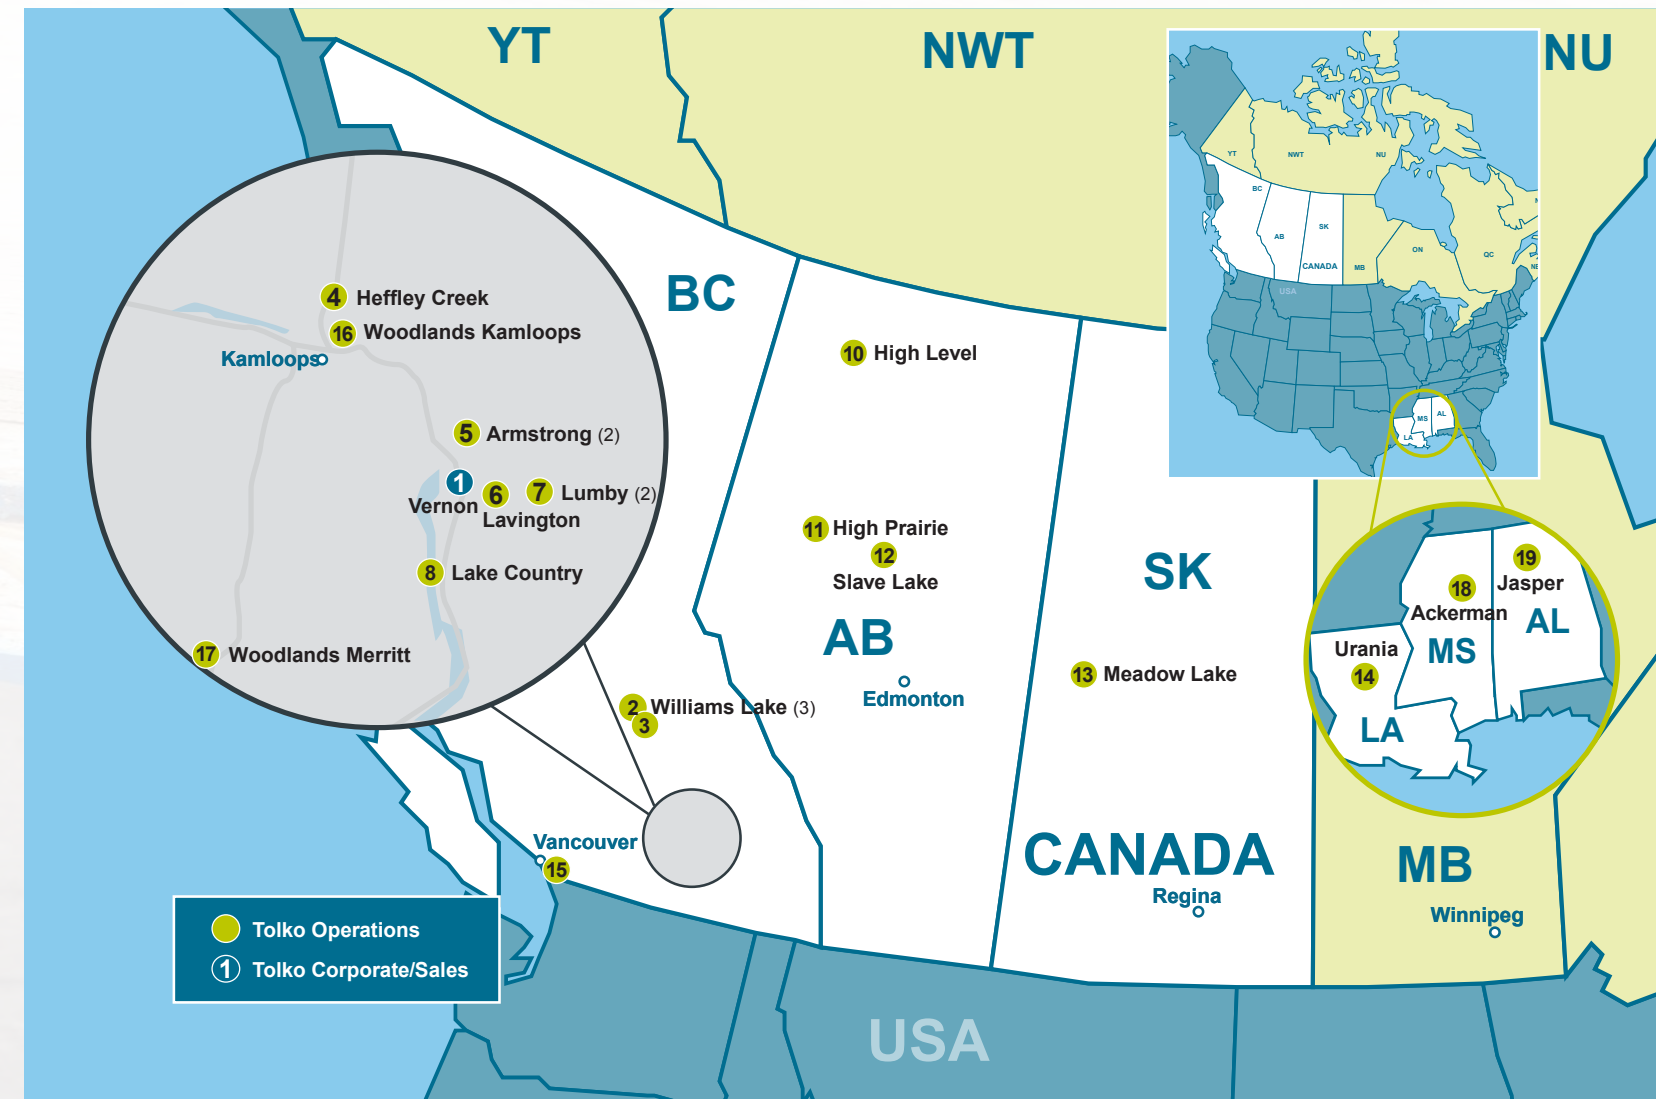 YT
NWT
NU
BC
4 Heffley Creek
16 Woodlands Kamloops
Kamloops
5 Armstrong (2)
1
Vernon
6
Lavington
7 Lumby (2)
8 Lake Country
17 Woodlands Merritt
10 High Level
11 High Prairie
12
Slave Lake
AB
Edmonton
2 Williams Lake (3)
3
SK
13 Meadow Lake
CANADA
Regina
Vancouver
15
MB
Winnipeg
USA
Tolko Operations
1 Tolko Corporate/Sales
YT
NWT
NU
BC
AB
SK
CANADA
MB
ON
QC
USA
MS
AL
LA
19
Jasper
18
Ackerman
AL
Urania
MS
14
LA